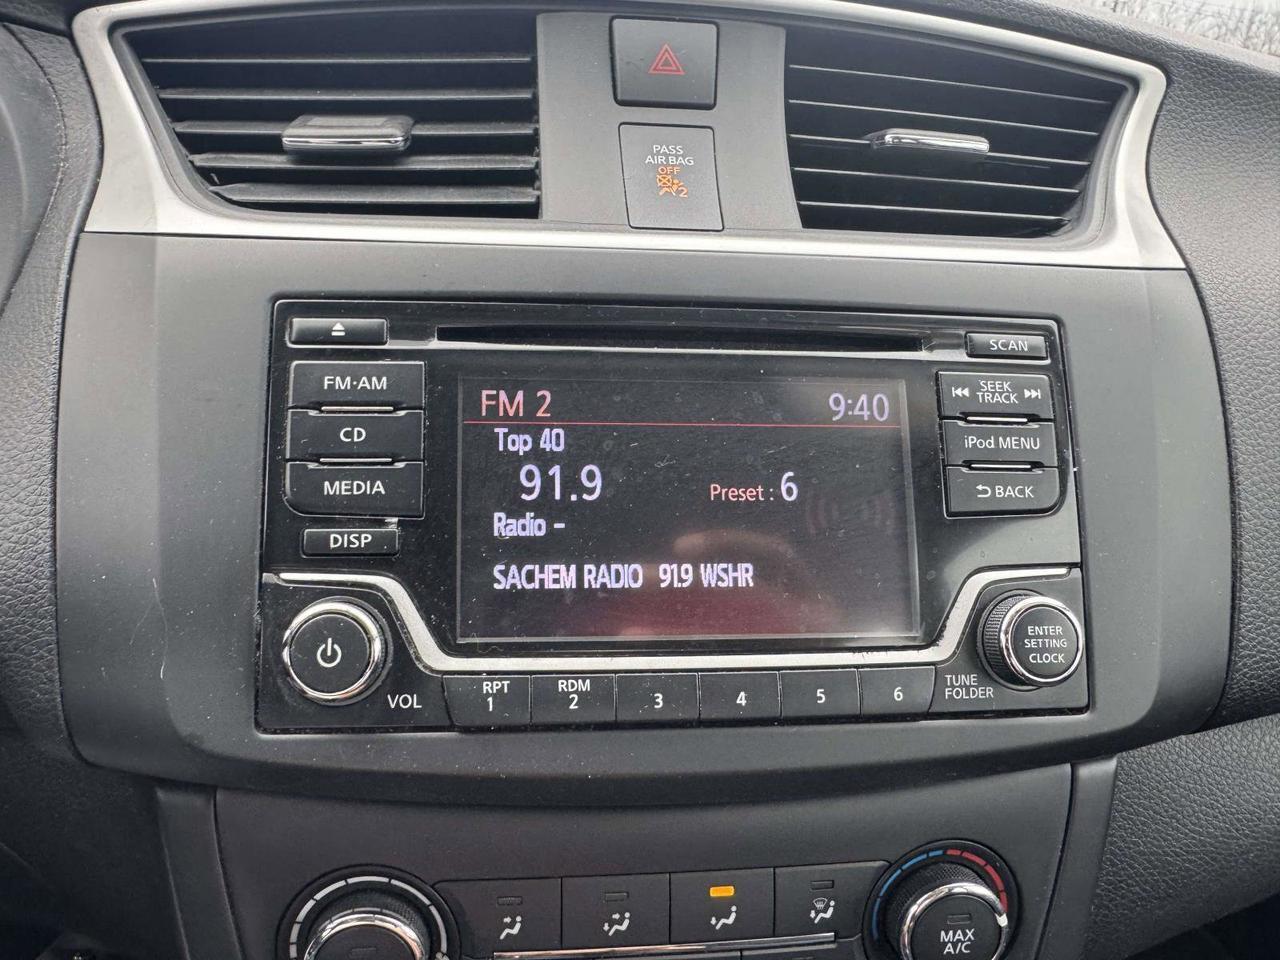 PASS
AIR BAG
OFF
2
SCAN
FM·AM
SEEK
TRACK
CD
iPod MENU
MEDIA
BACK
DISP
FM 2 9:40
Top 40
91.9 Preset : 6
Radio -
SACHEM RADIO 91.9 WSHR
ENTER
SETTING
CLOCK
VOL
RPT
1
RDM
2
3
4
5
6
TUNE
FOLDER
MAX
A/C